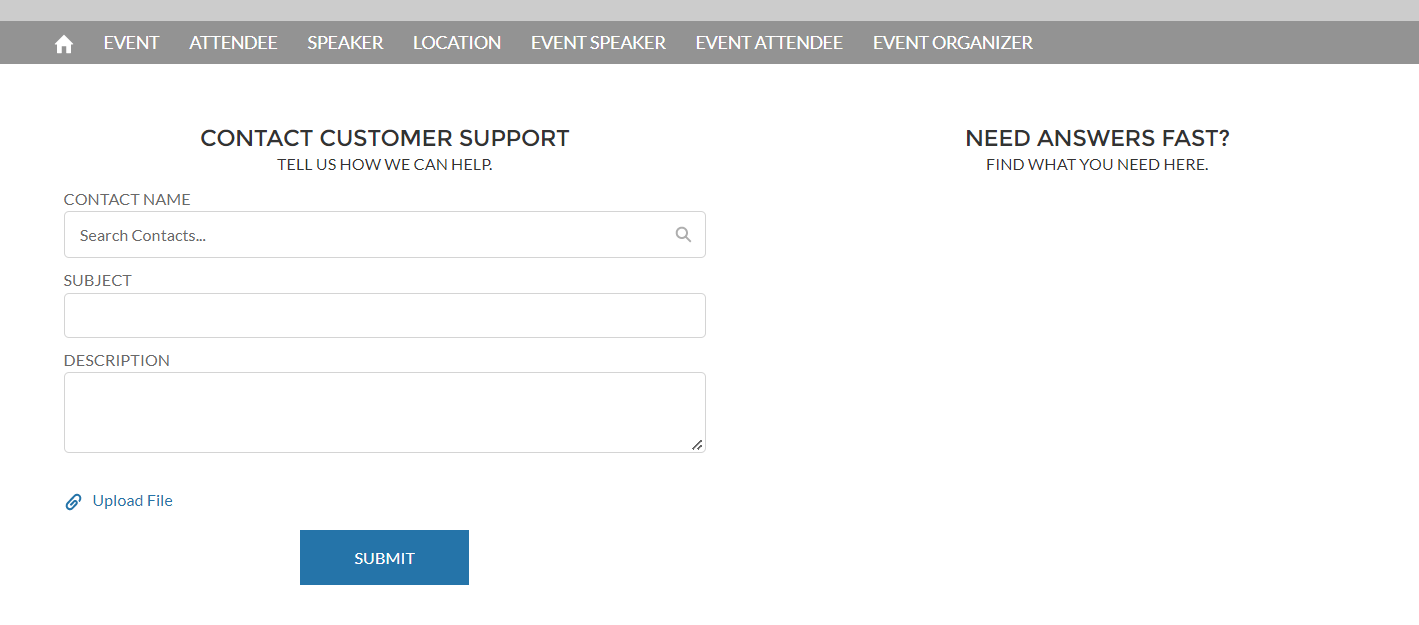 EVENT ATTENDEE SPEAKER LOCATION EVENT SPEAKER EVENT ATTENDEE EVENT ORGANIZER
CONTACT CUSTOMER SUPPORT
TELL US HOW WE CAN HELP.
CONTACT NAME
Search Contacts...
SUBJECT
DESCRIPTION
Upload File
SUBMIT
NEED ANSWERS FAST?
FIND WHAT YOU NEED HERE.